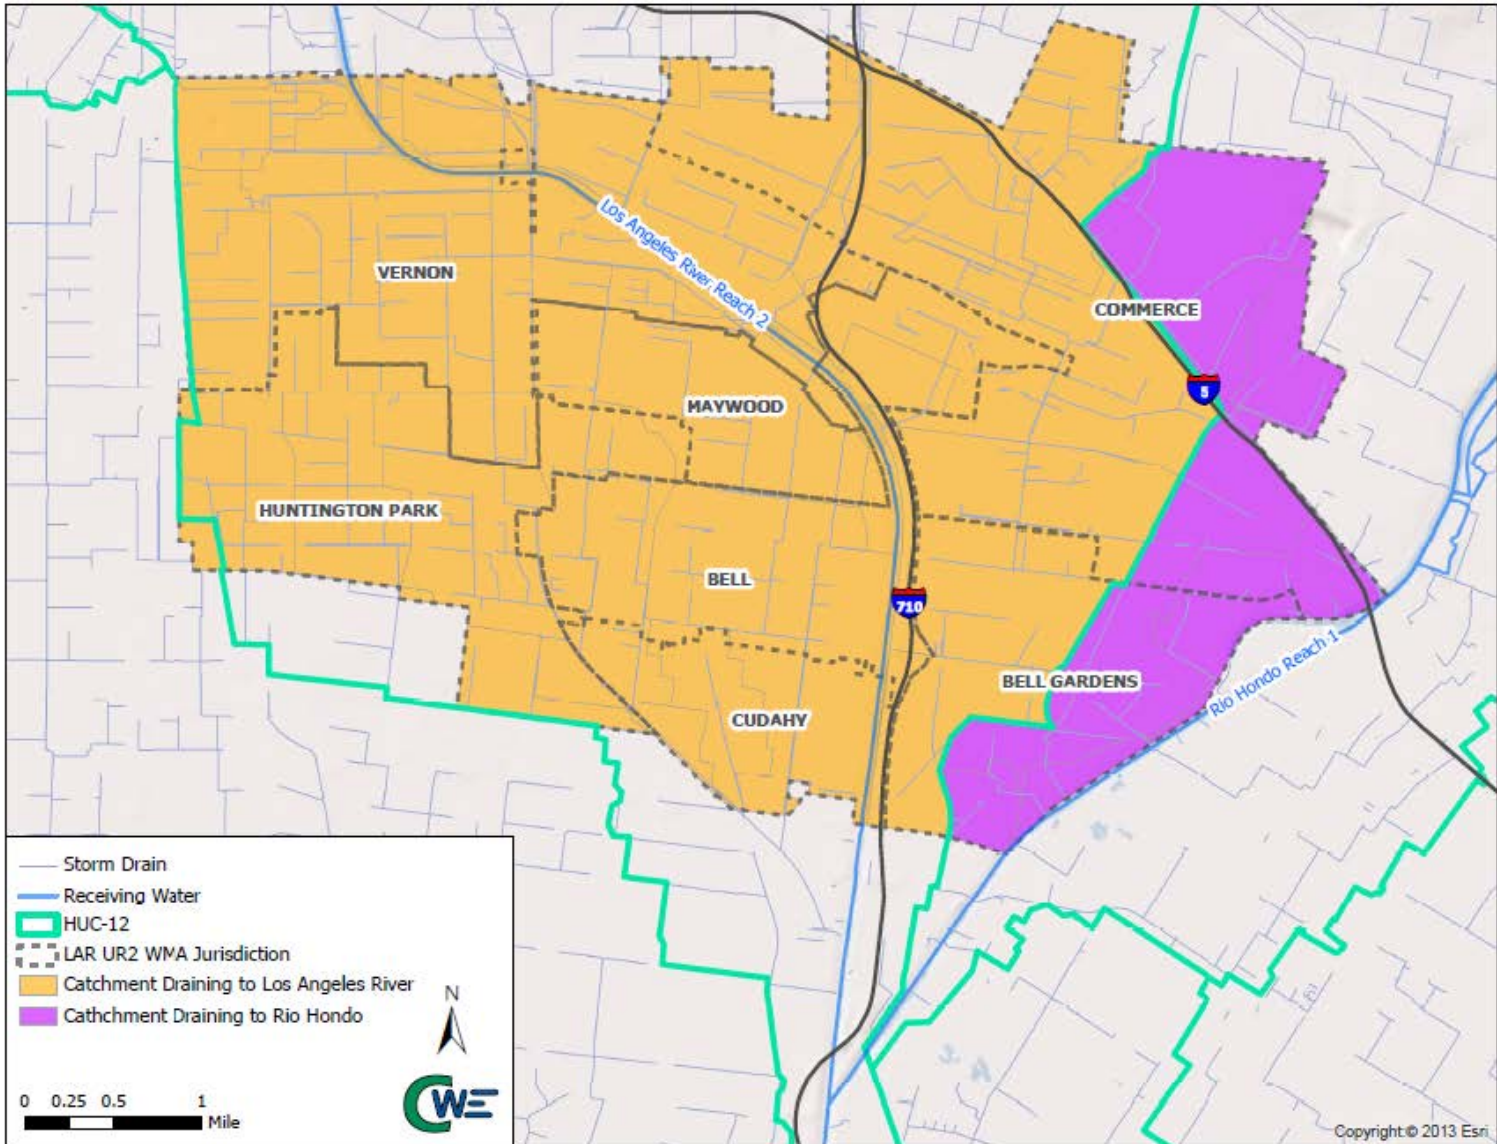 Los Angeles River Reach 2
VERNON
COMMERCE
5
MAYWOOD
HUNTINGTON PARK
BELL
710
BELL GARDENS
Rio Hondo Reach 1
CUDAHY
Storm Drain
Receiving Water
HUC-12
LAR UR2 WMA Jurisdiction
Catchment Draining to Los Angeles River
Cathchment Draining to Rio Hondo
N
0 0.25 0.5 1
Mile
CWE
Copyright:© 2013 Esri